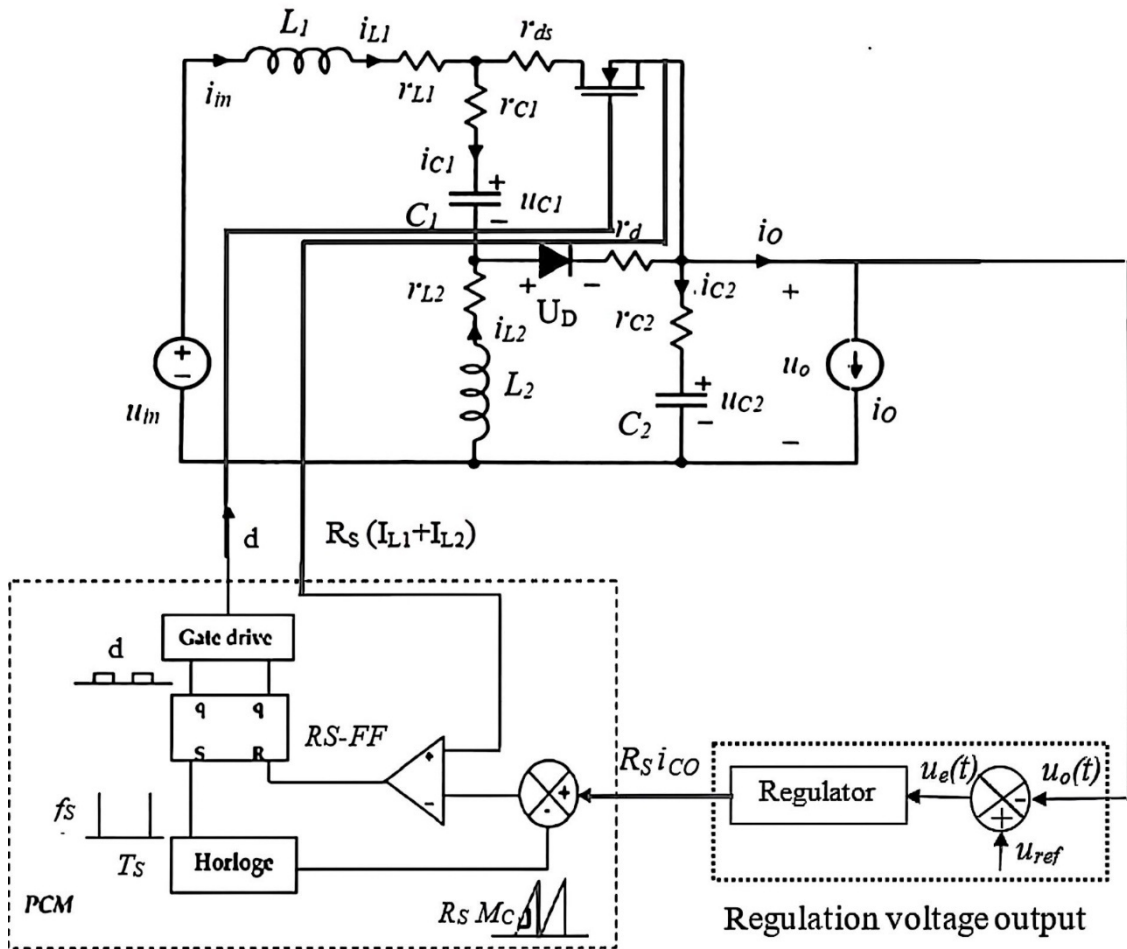 L1
iL1
rds
iin
rL1
rC1
iC1
+
uC1
C1
−
rd
iO
rL2
+
−
iC2
+
UD
rC2
iL2
+
−
uin
L2
+
uC2
uo
C2
−
iO
−
d
RS (IL1+IL2)
Gate drive
d
q q
S R
RS-FF
+
−
RS iCO
+
-
Regulator
ue(t)
-
uo(t)
+
uref
fS
TS
Horloge
PCM
RS MC
Regulation voltage output